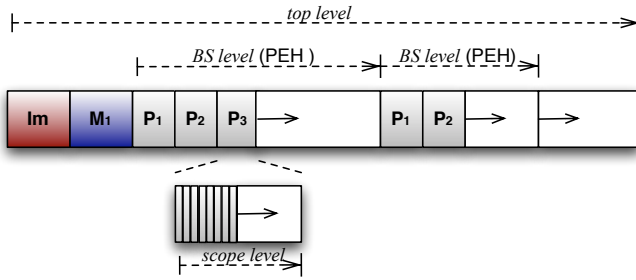 top level
BS level (PEH ) BS level (PEH)
Im M1 P1 P2 P3 P1 P2
scope level